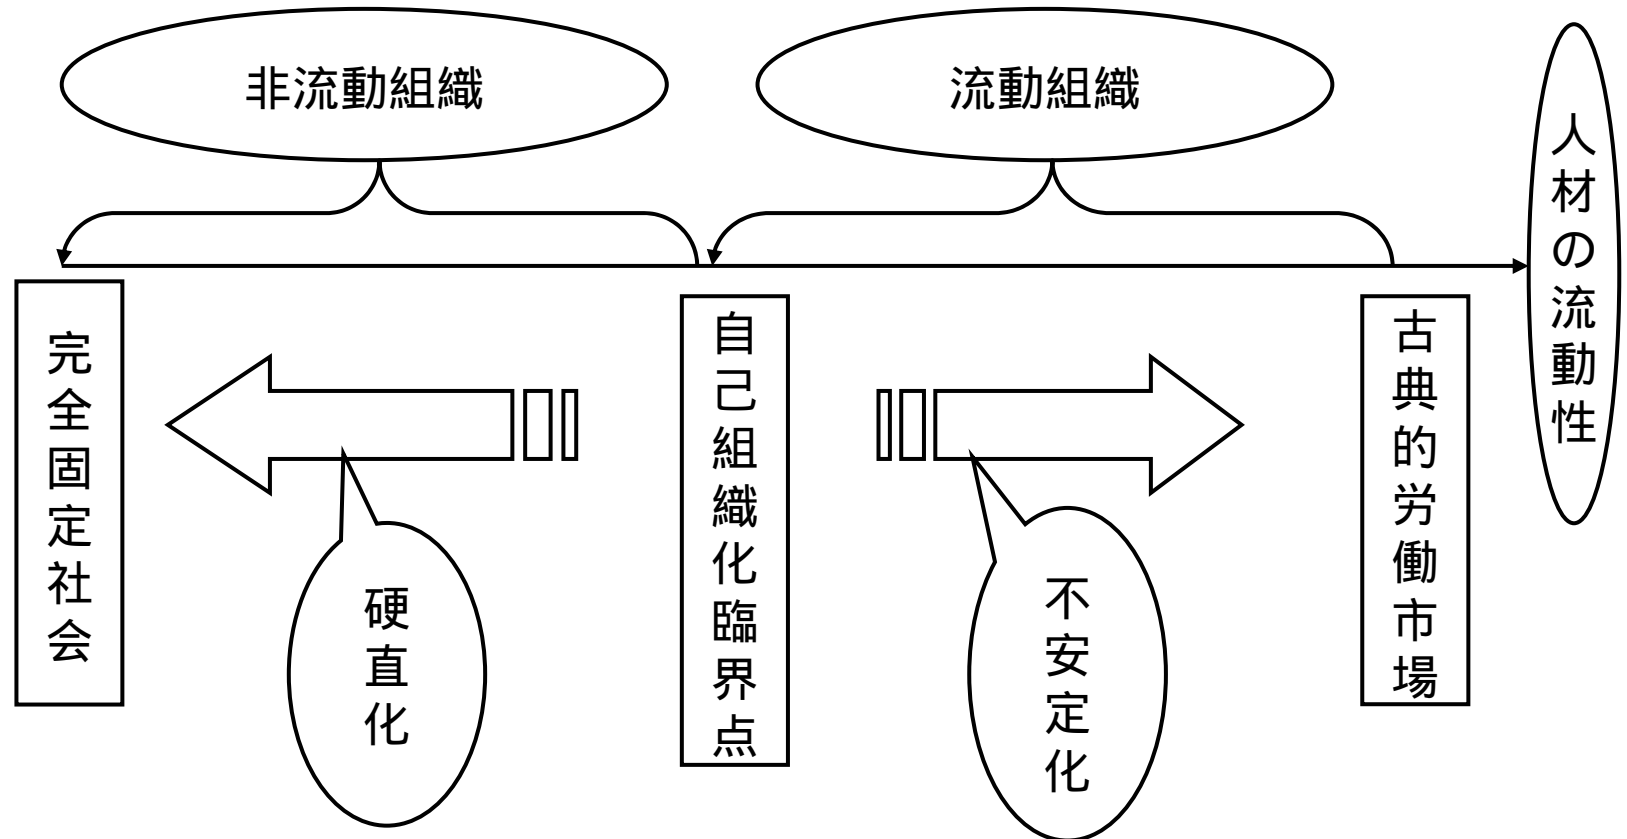 非流動組織
流動組織
人材の流動性
完全固定社会
自己組織化臨界点
古典的労働市場
硬直化
不安定化